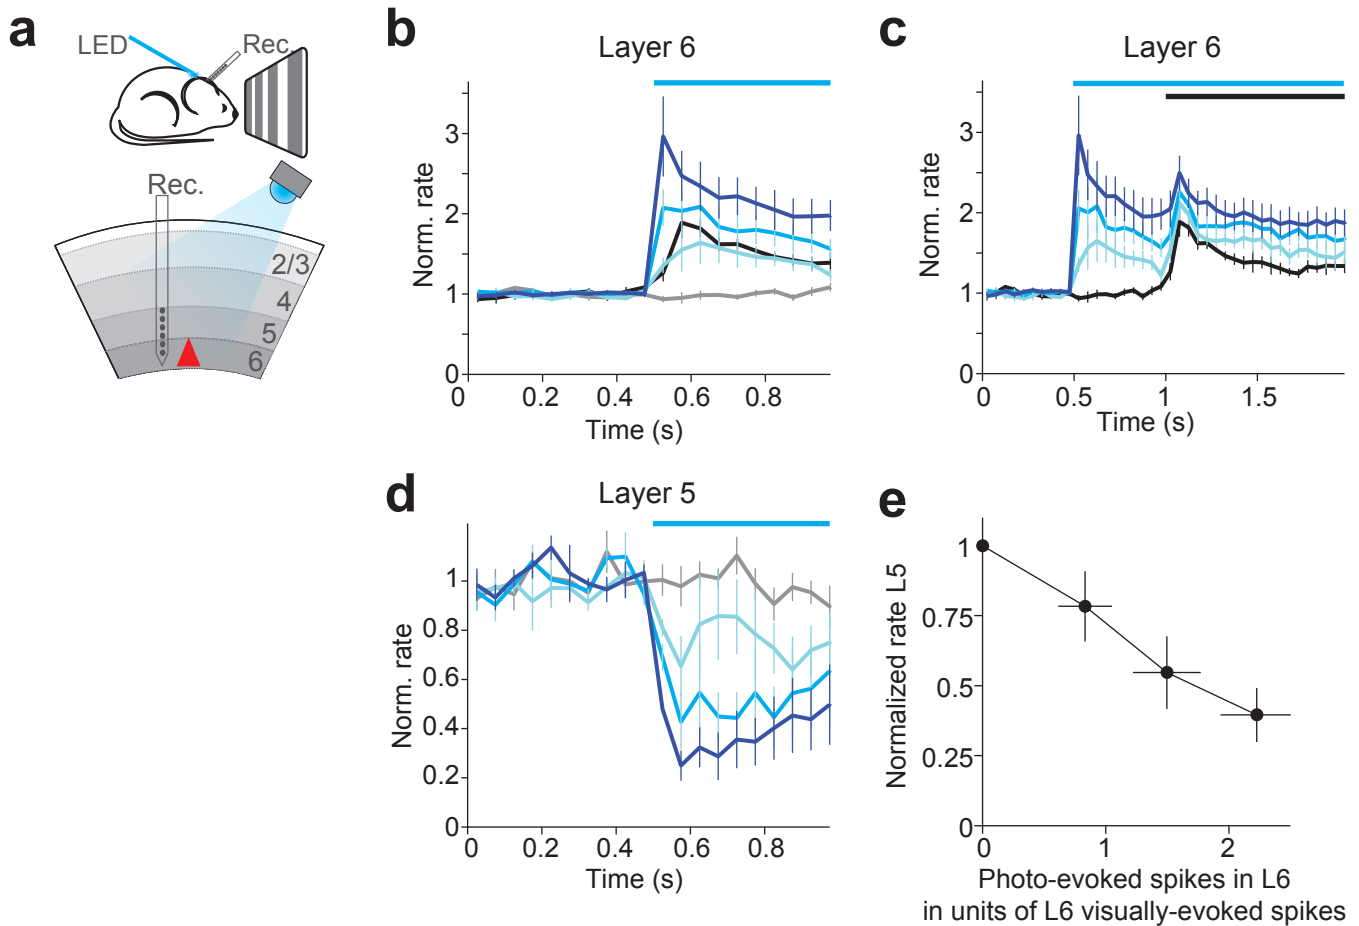 a
LED
Rec.
Rec.
2/3
4
5
6
b
Layer 6
Norm. rate
3
2
1
0
0 0.2 0.4 0.6 0.8
Time (s)
c
Layer 6
Norm. rate
3
2
1
0
0 0.5 1 1.5
Time (s)
d
Layer 5
Norm. rate
1
0.8
0.6
0.4
0.2
0
0 0.2 0.4 0.6 0.8
Time (s)
e
Normalized rate L5
1
0.75
0.5
0.25
0
0 1 2
Photo-evoked spikes in L6
in units of L6 visually-evoked spikes